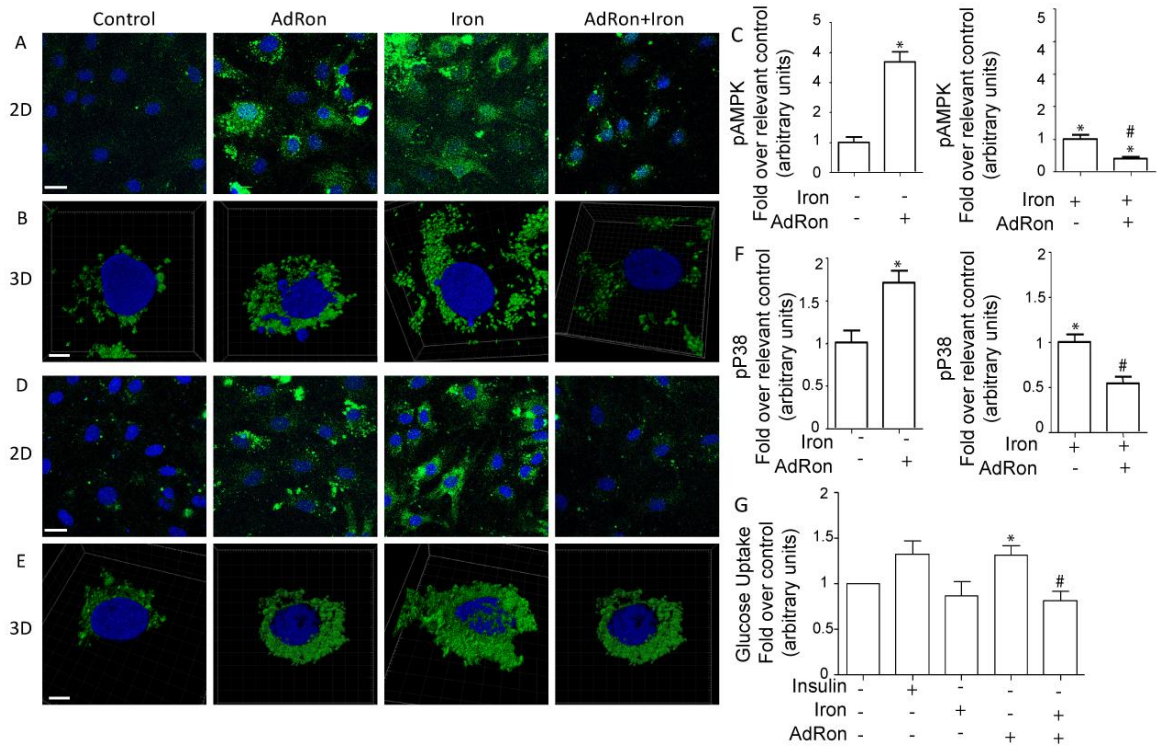 Control
AdRon
Iron
AdRon+Iron
A
2D
B
3D
D
2D
E
3D
C
pAMPK
Fold over relevant control
(arbitrary units)
4
1
0
*
Iron
- -
AdRon
- +
pAMPK
Fold over relevant control
(arbitrary units)
5
4
2
1
0
*
#
*
Iron
+ +
AdRon
- +
F
pP38
Fold over relevant control
(arbitrary units)
2
1.5
1
0.5
0
*
Iron
- -
AdRon
- +
pP38
Fold over relevant control
(arbitrary units)
2
1.5
1
0.5
0
*
#
Iron
+ +
AdRon
- +
G
Glucose Uptake
Fold over control
(arbitrary units)
2
1.5
1
0.5
0
*
#
Insulin
- + - - -
Iron
- - + - +
AdRon
- - - + +